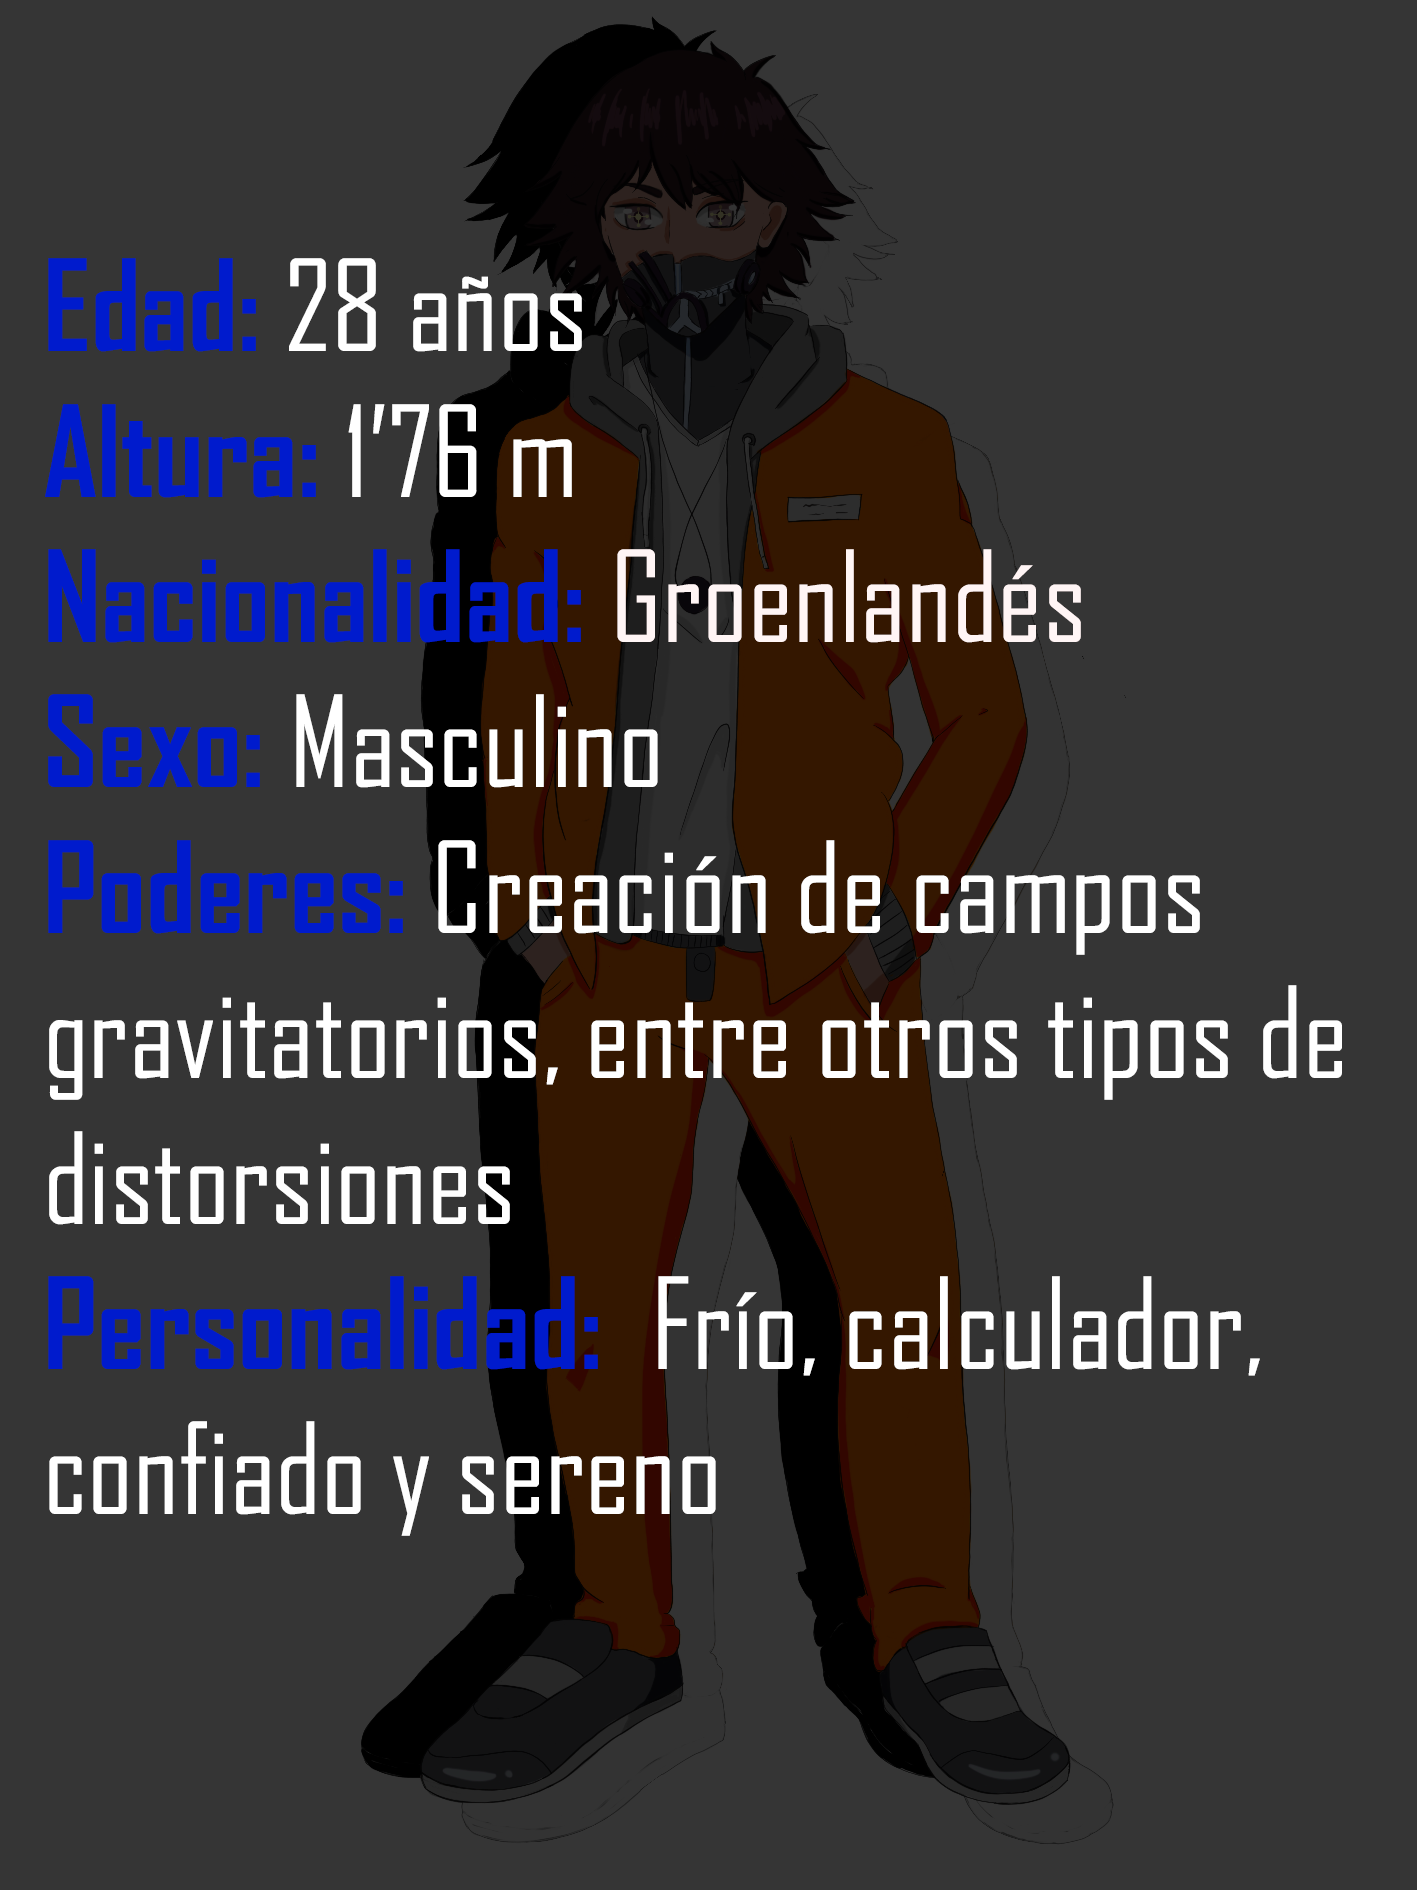 Edad: 28 años
Altura: 1'76 m
Nacionalidad: Groenlandés
Sexo: Masculino
Poderes: Creación de campos
gravitatorios, entre otros tipos de
distorsiones
Personalidad: Frío, calculador,
confiado y sereno